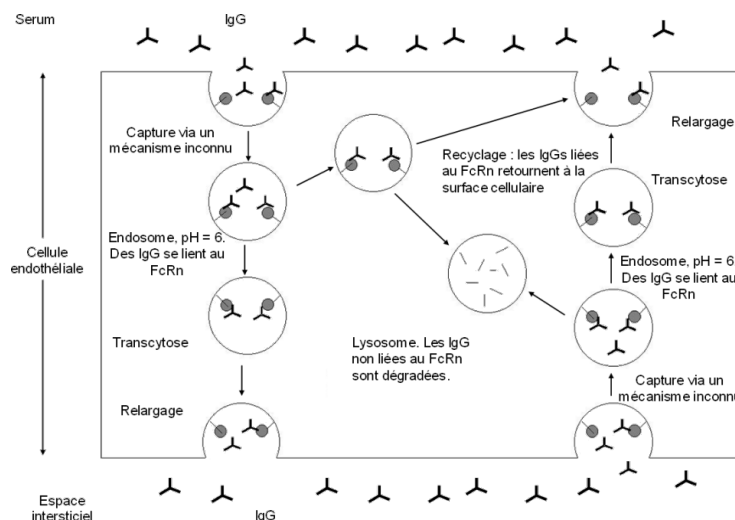 Serum
IgG
Capture via un
mécanisme inconnu
Relargage
Recyclage : les IgGs liées
au FcRn retournent à la
surface cellulaire
Transcytose
Cellule
endothéliale
Endosome, pH = 6.
Des IgG se lient au
FcRn
Endosome, pH = 6
Des IgG se lient au
FcRn
Transcytose
Lysosome. Les IgG
non liées au FcRn
sont dégradées.
Capture via un
mécanisme inconnu
Relargage
Espace
intersticiel
IgG